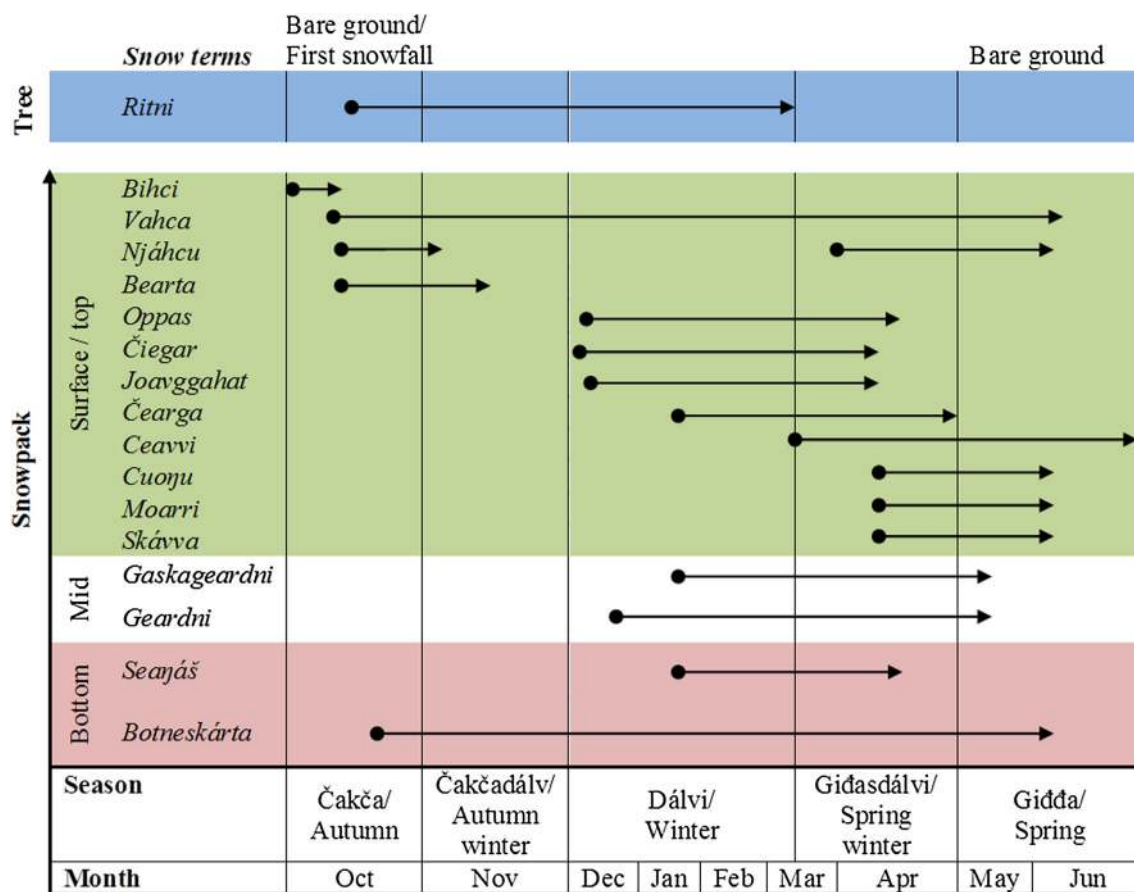 Bare ground/
First snowfall
Snow terms
Bare ground
Tree
Ritni
Snowpack
Surface / top
Bihci
Vahca
Njáhcu
Bearta
Oppas
Čiegar
Joavggahat
Čearga
Ceavvi
Cuoŋu
Moarri
Skávva
Mid
Gaskageardni
Geardni
Bottom
Seaŋáš
Botneskárta
Season
Čakča/
Autumn
Čakčadálv/
Autumn
winter
Dálvi/
Winter
Giđasdálvi/
Spring
winter
Giđđa/
Spring
Month
Oct
Nov
Dec
Jan
Feb
Mar
Apr
May
Jun